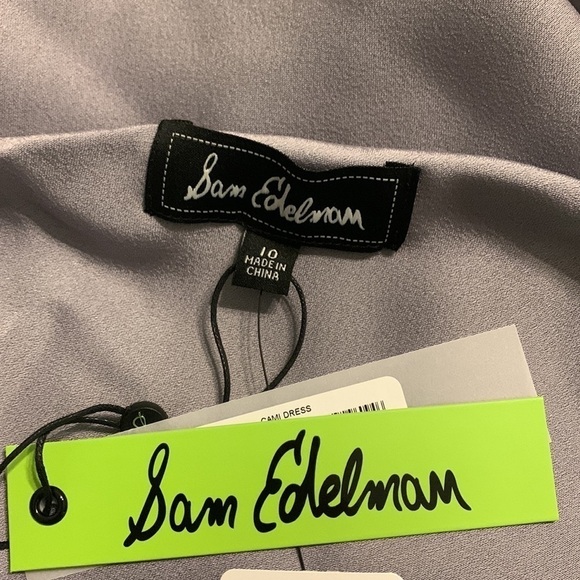 Sam Edelman
10
MADE IN
CHINA
CAMI DRESS
Sam Edelman